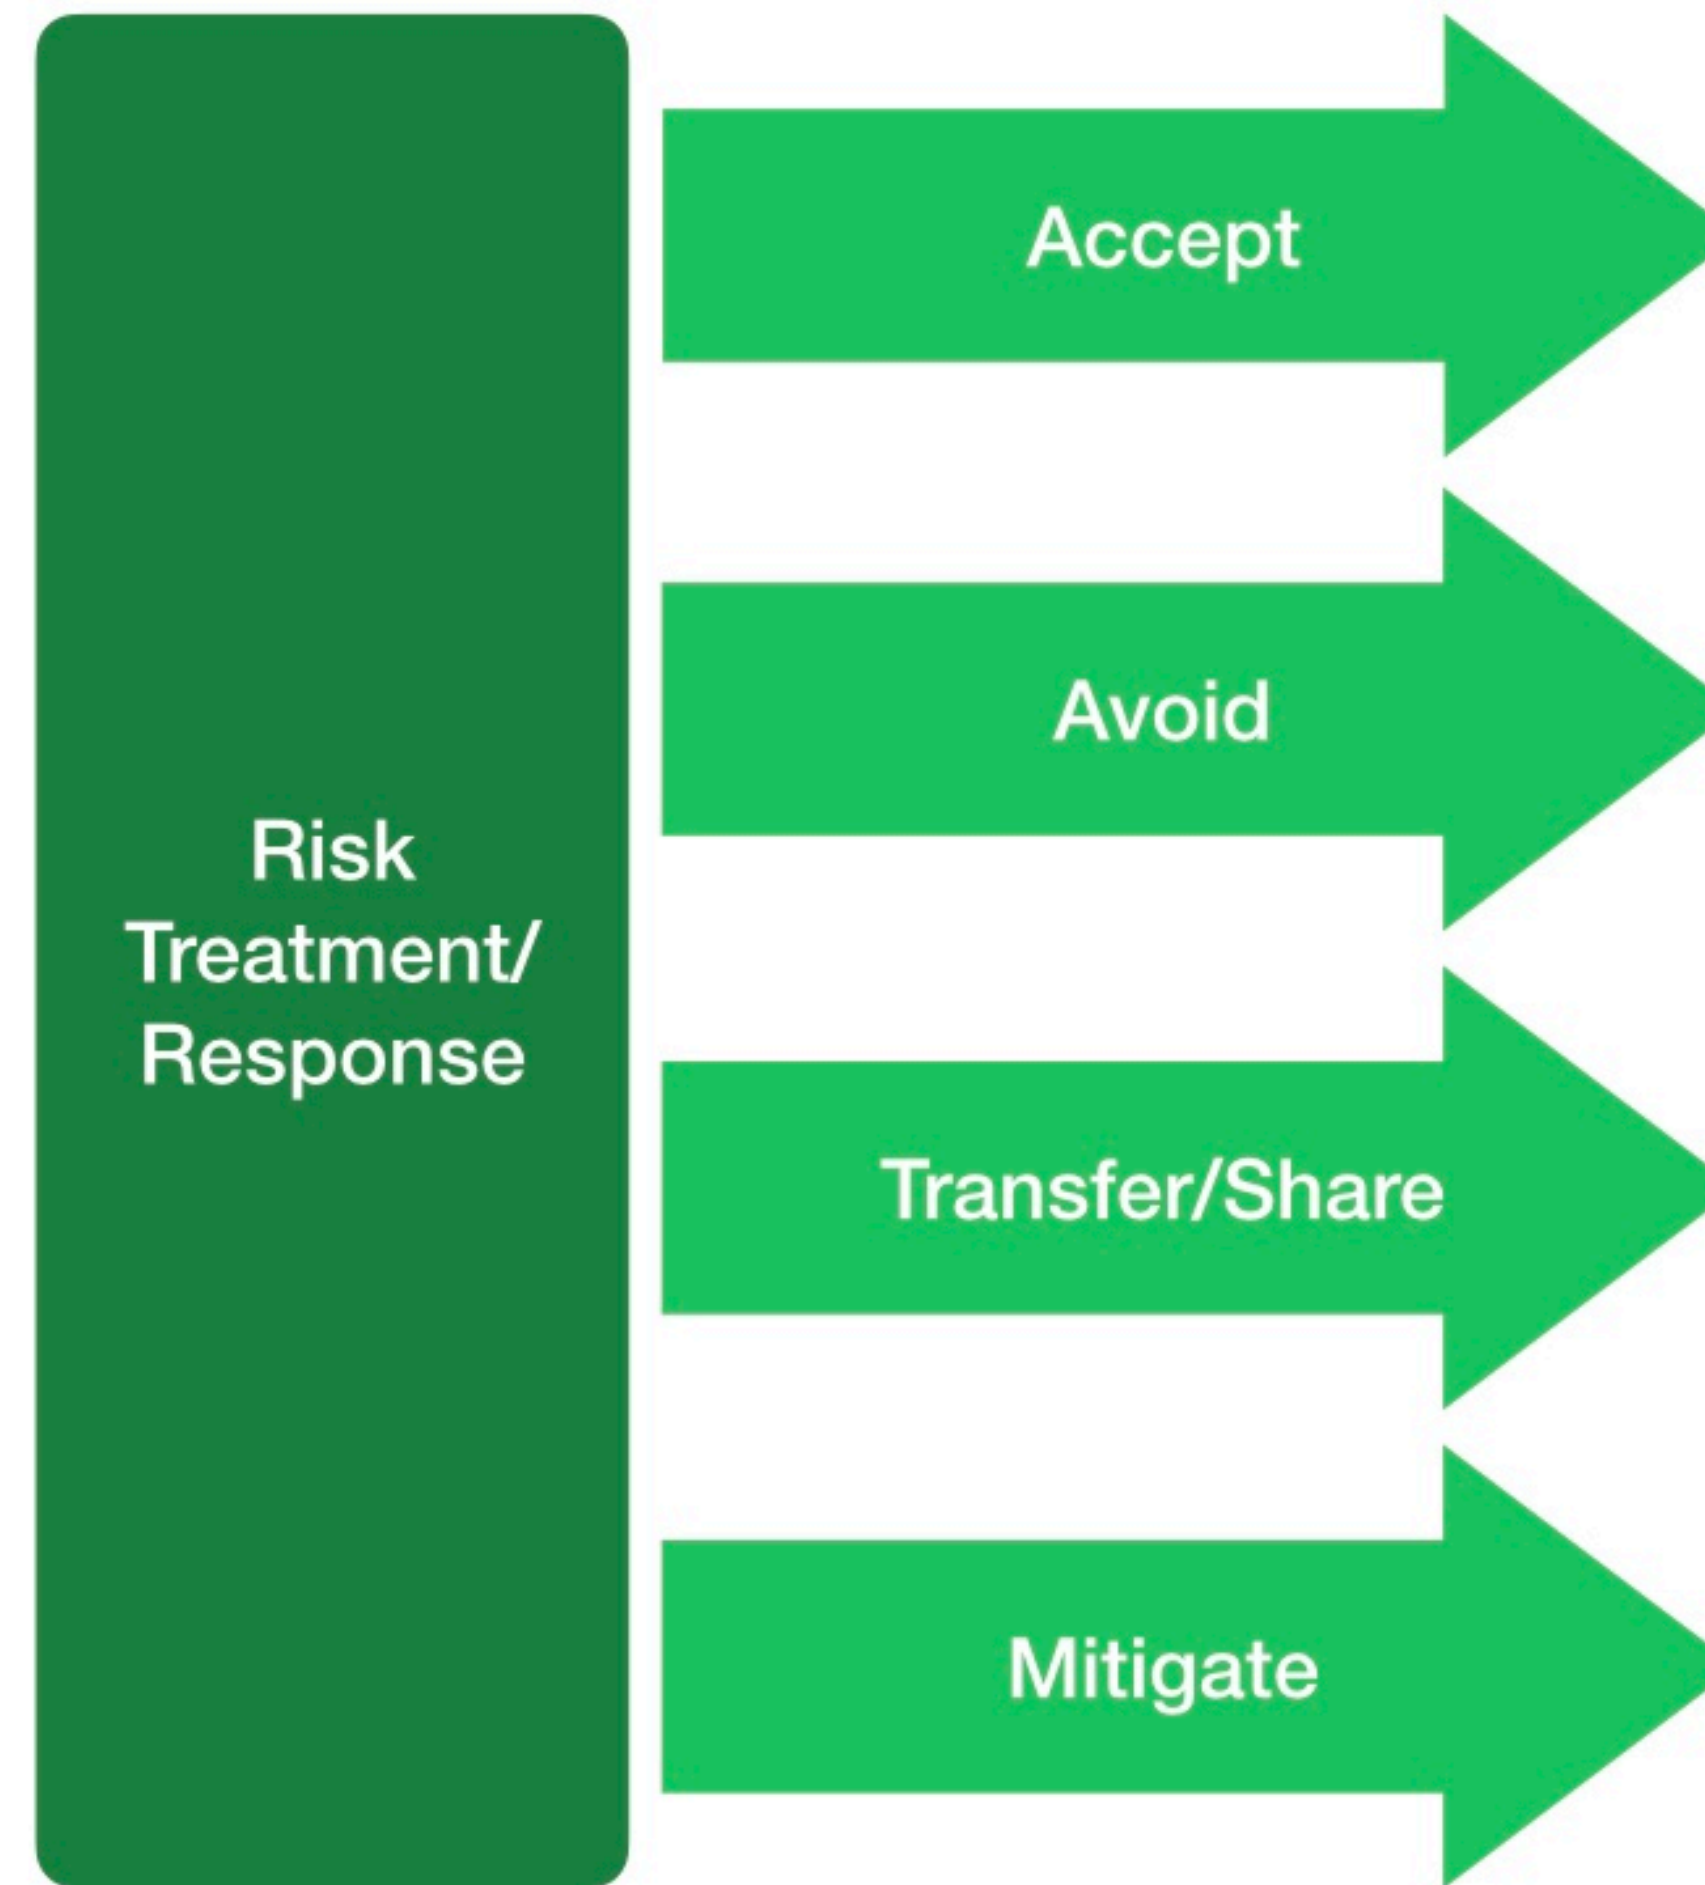 Risk
Treatment/
Response
Accept
Avoid
Transfer/Share
Mitigate